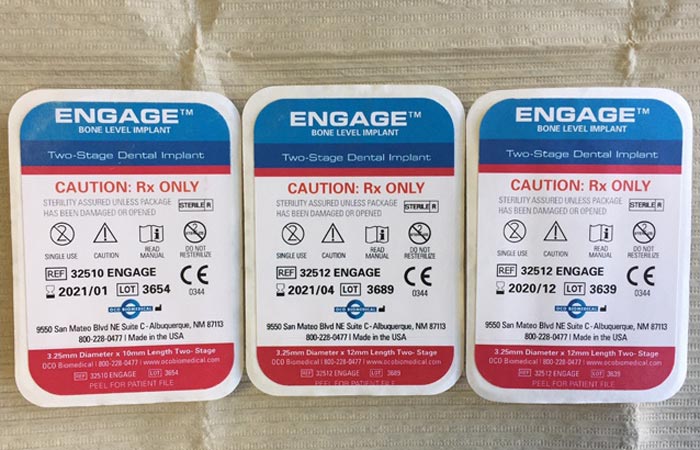 ENGAGE™
BONE LEVEL IMPLANT
Two-Stage Dental Implant
CAUTION: Rx ONLY
STERILITY ASSURED UNLESS PACKAGE
HAS BEEN DAMAGED OR OPENED
STERILE R
SINGLE USE CAUTION READ MANUAL DO NOT RESTERILIZE
REF 32510 ENGAGE
2021/01 LOT 3654 CE 0344
OCO BIOMEDICAL
9550 San Mateo Blvd NE Suite C - Albuquerque, NM 87113
800-228-0477 | Made in the USA
3.25mm Diameter x 10mm Length Two- Stage
OCO Biomedical | 800-228-0477 | www.ocobiomedical.com
REF 32510 ENGAGE LOT 3654
PEEL FOR PATIENT FILE
ENGAGE™
BONE LEVEL IMPLANT
Two-Stage Dental Implant
CAUTION: Rx ONLY
STERILITY ASSURED UNLESS PACKAGE
HAS BEEN DAMAGED OR OPENED
STERILE R
SINGLE USE CAUTION READ MANUAL DO NOT RESTERILIZE
REF 32512 ENGAGE
2021/04 LOT 3689 CE 0344
OCO BIOMEDICAL
9550 San Mateo Blvd NE Suite C - Albuquerque, NM 87113
800-228-0477 | Made in the USA
3.25mm Diameter x 12mm Length Two- Stage
OCO Biomedical | 800-228-0477 | www.ocobiomedical.com
REF 32512 ENGAGE LOT 3689
PEEL FOR PATIENT FILE
ENGAGE™
BONE LEVEL IMPLANT
Two-Stage Dental Implant
CAUTION: Rx ONLY
STERILITY ASSURED UNLESS PACKAGE
HAS BEEN DAMAGED OR OPENED
STERILE R
SINGLE USE CAUTION READ MANUAL DO NOT RESTERILIZE
REF 32512 ENGAGE
2020/12 LOT 3639 CE 0344
OCO BIOMEDICAL
9550 San Mateo Blvd NE Suite C - Albuquerque, NM 87113
800-228-0477 | Made in the USA
3.25mm Diameter x 12mm Length Two- Stage
OCO Biomedical | 800-228-0477 | www.ocobiomedical.com
REF 32512 ENGAGE LOT 3639
PEEL FOR PATIENT FILE